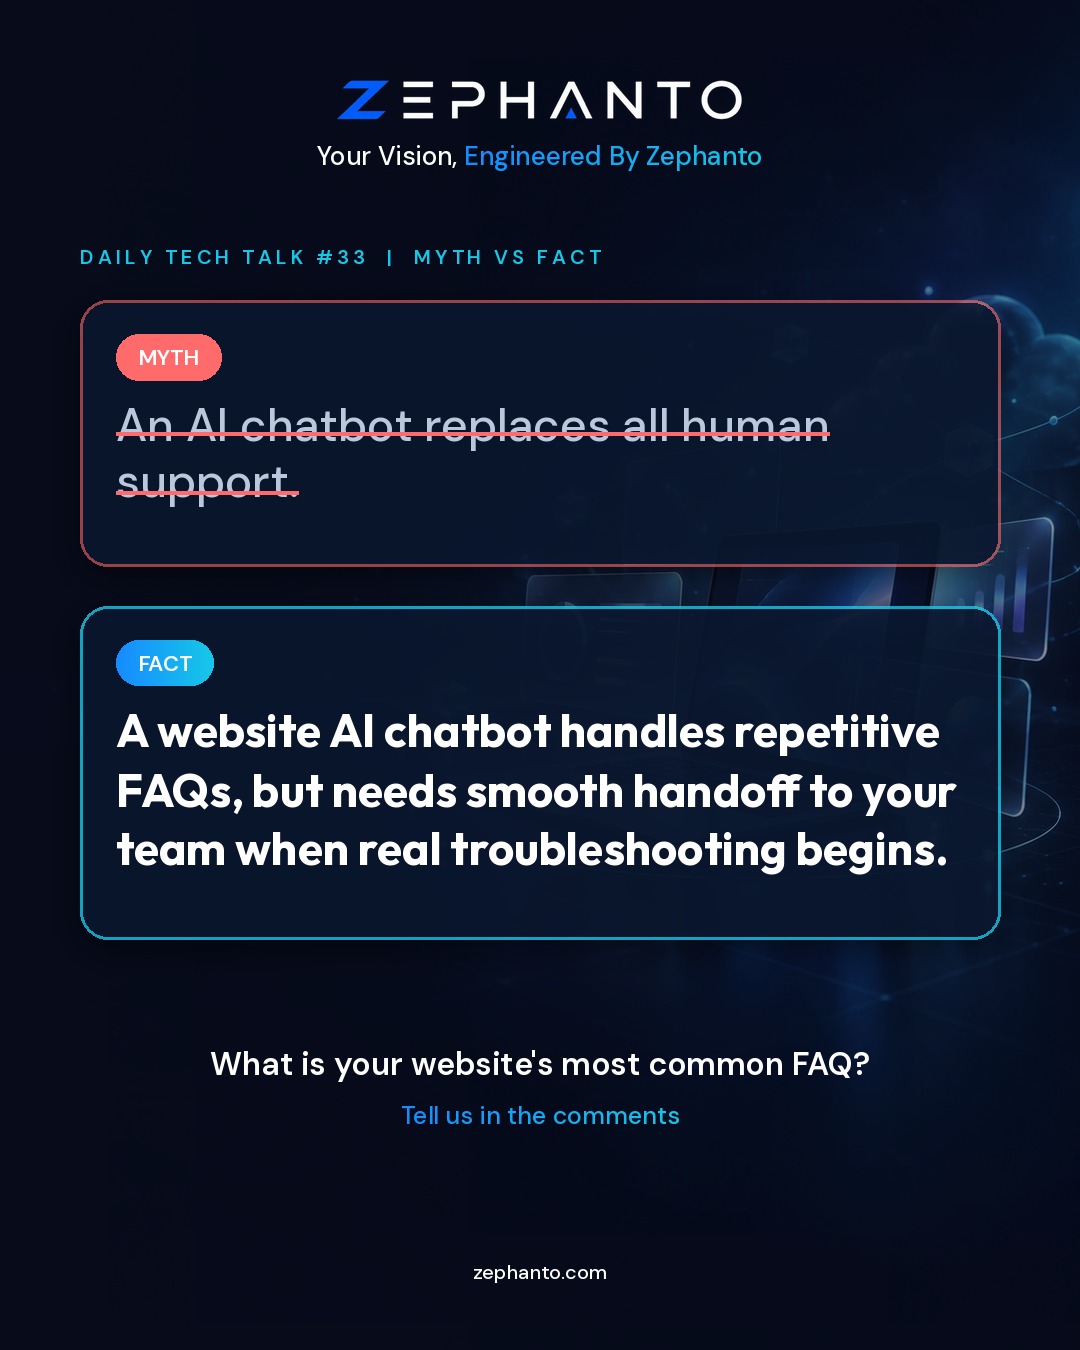 ZEPHANTO
Your Vision, Engineered By Zephanto
DAILY TECH TALK #33 | MYTH VS FACT
MYTH
An AI chatbot replaces all human
support.
FACT
A website AI chatbot handles repetitive
FAQs, but needs smooth handoff to your
team when real troubleshooting begins.
What is your website's most common FAQ?
Tell us in the comments
zephanto.com